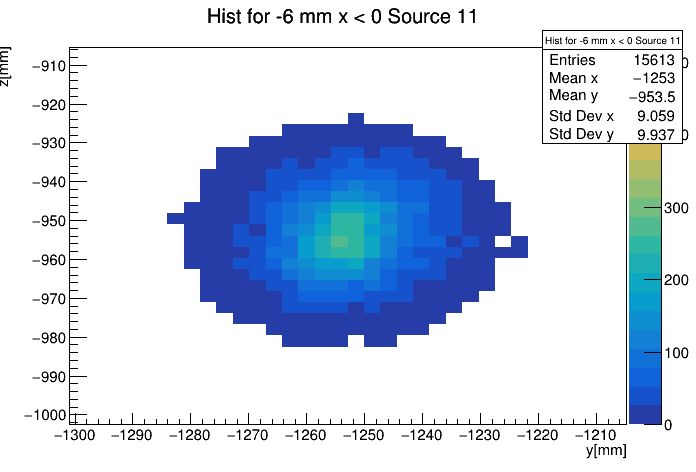 Hist for -6 mm x < 0 Source 11
Hist for -6 mm x < 0 Source 11
Entries 15613
Mean x −1253
Mean y −953.5
Std Dev x 9.059
Std Dev y 9.937
z[mm]
−910
−920
−930
−940
−950
−960
−970
−980
−990
−1000
−1300 −1290 −1280 −1270 −1260 −1250 −1240 −1230 −1220 −1210
y[mm]
0
0
300
200
100
0